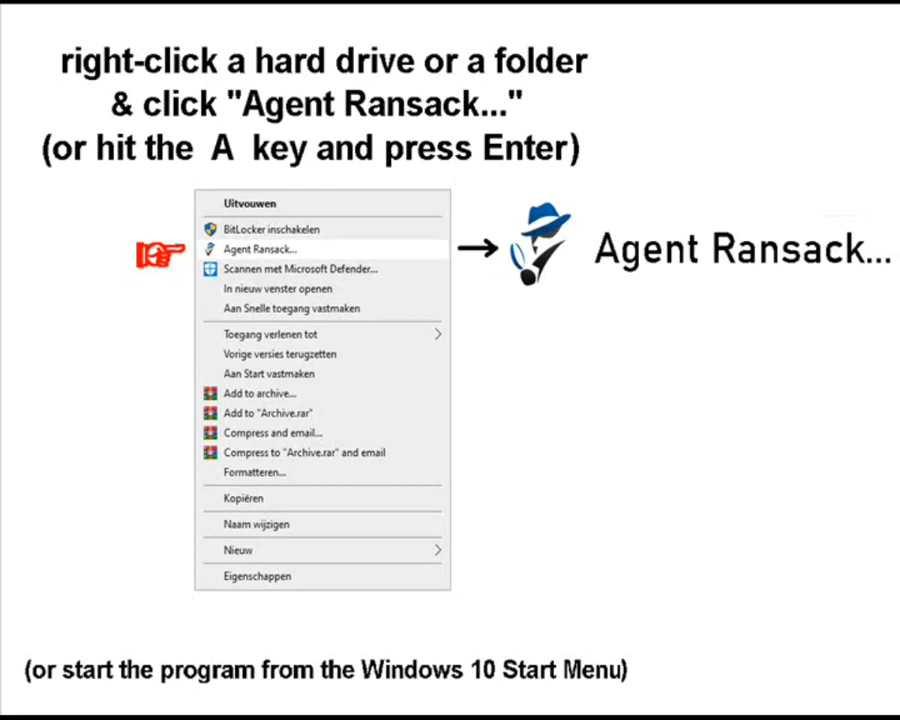 right-click a hard drive or a folder
& click "Agent Ransack..."
(or hit the A key and press Enter)
Uitvouwen
BitLocker inschakelen
Agent Ransack...
Scannen met Microsoft Defender...
In nieuw venster openen
Aan Snelle toegang vastmaken
Toegang verlenen tot
Vorige versies terugzetten
Aan Start vastmaken
Add to archive...
Add to "Archive.rar"
Compress and email...
Compress to "Archive.rar" and email
Formatteren...
Kopiëren
Naam wijzigen
Nieuw
Eigenschappen
Agent Ransack...
(or start the program from the Windows 10 Start Menu)